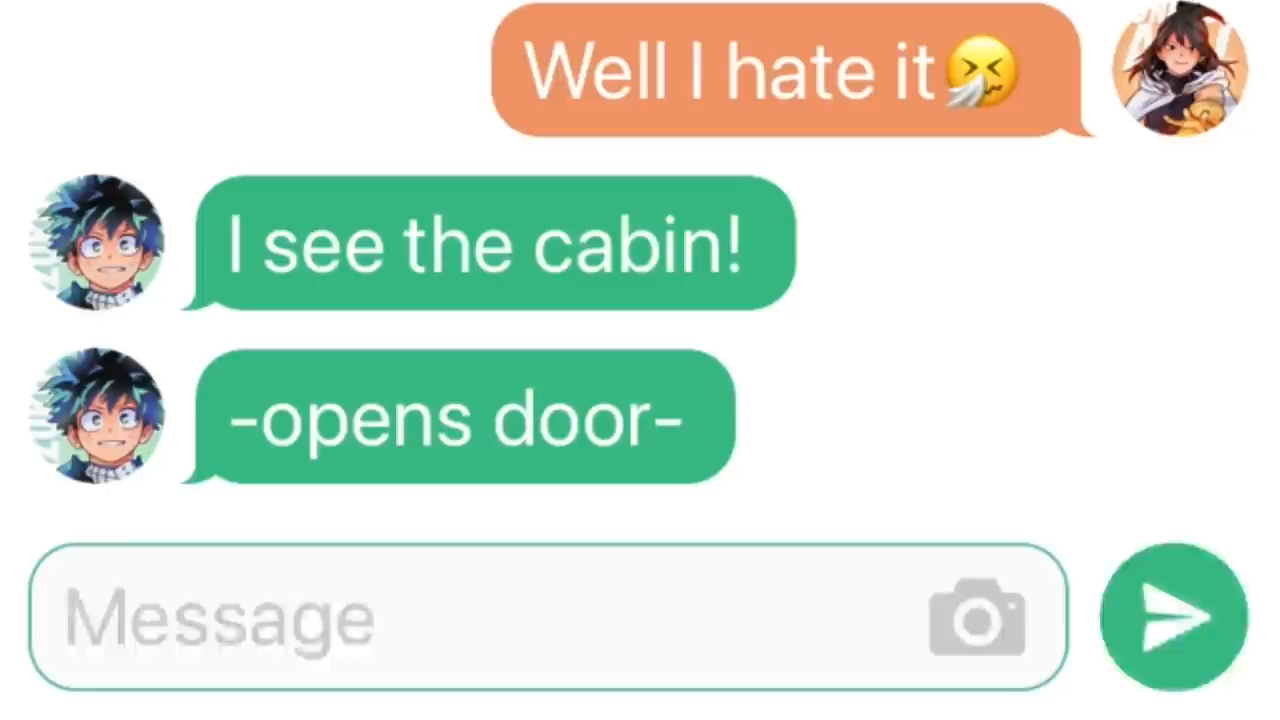 Well I hate it🤧
I see the cabin!
-opens door-
Message